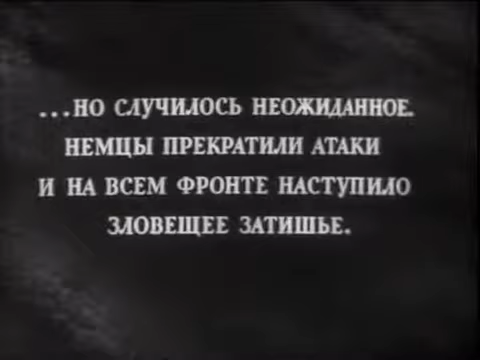 ...НО СЛУЧИЛОСЬ НЕОЖИДАННОЕ.
НЕМЦЫ ПРЕКРАТИЛИ АТАКИ
И НА ВСЕМ ФРОНТЕ НАСТУПИЛО
ЗЛОВЕЩЕЕ ЗАТИШЬЕ.